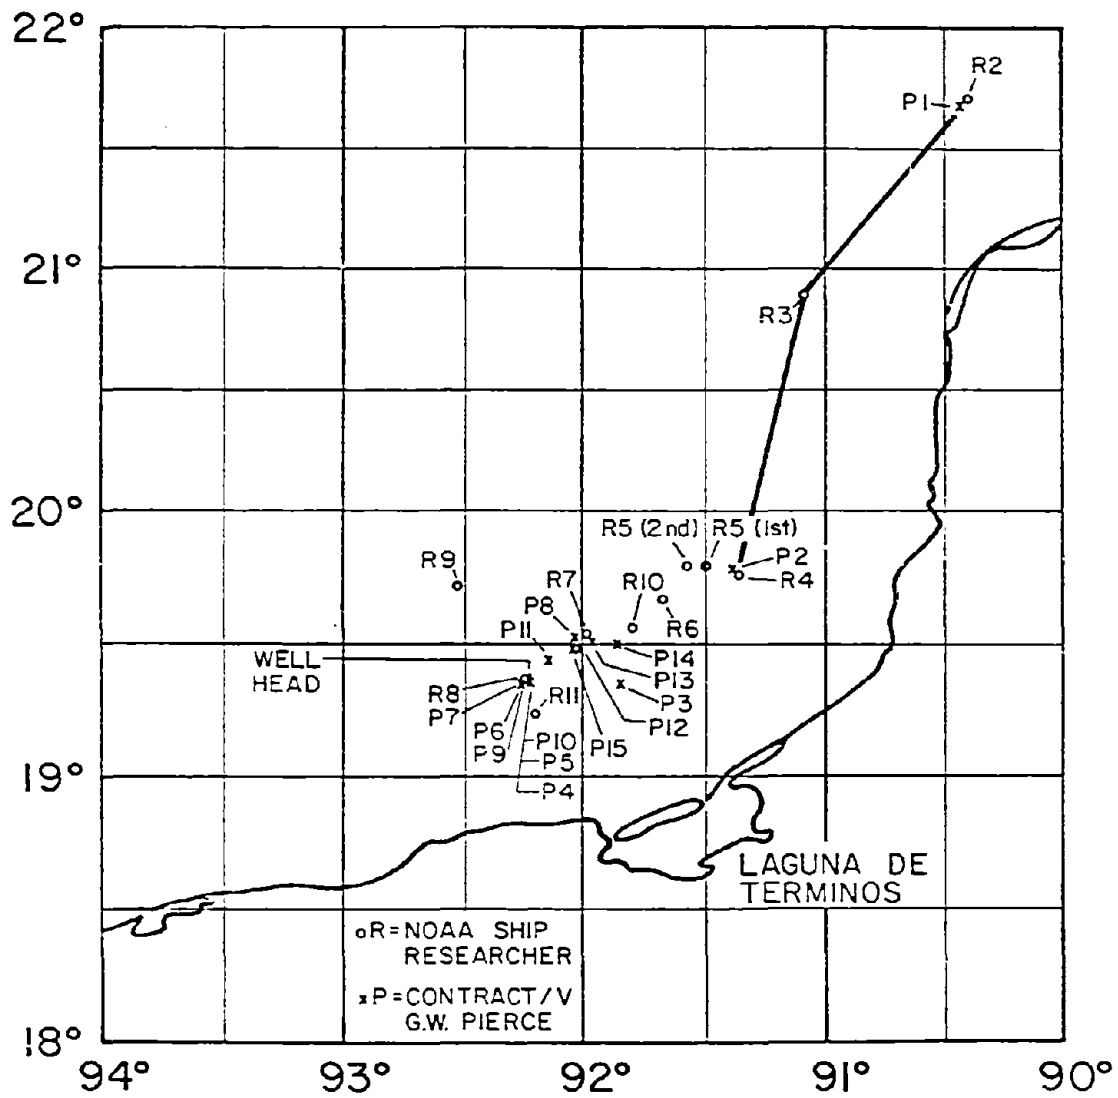 22°
R2
P1
21°
R3
20°
R5 (2nd) R5 (1st)
P2
R9
R4
R7
R10
P8
R6
P11
P14
WELL
HEAD
P13
R8
R11
P3
P7
P12
P6
P10
P15
P9
P5
19°
P4
LAGUNA DE
TERMINOS
oR=NOAA SHIP
RESEARCHER
xP=CONTRACT/V
G.W. PIERCE
18°
94° 93° 92° 91° 90°